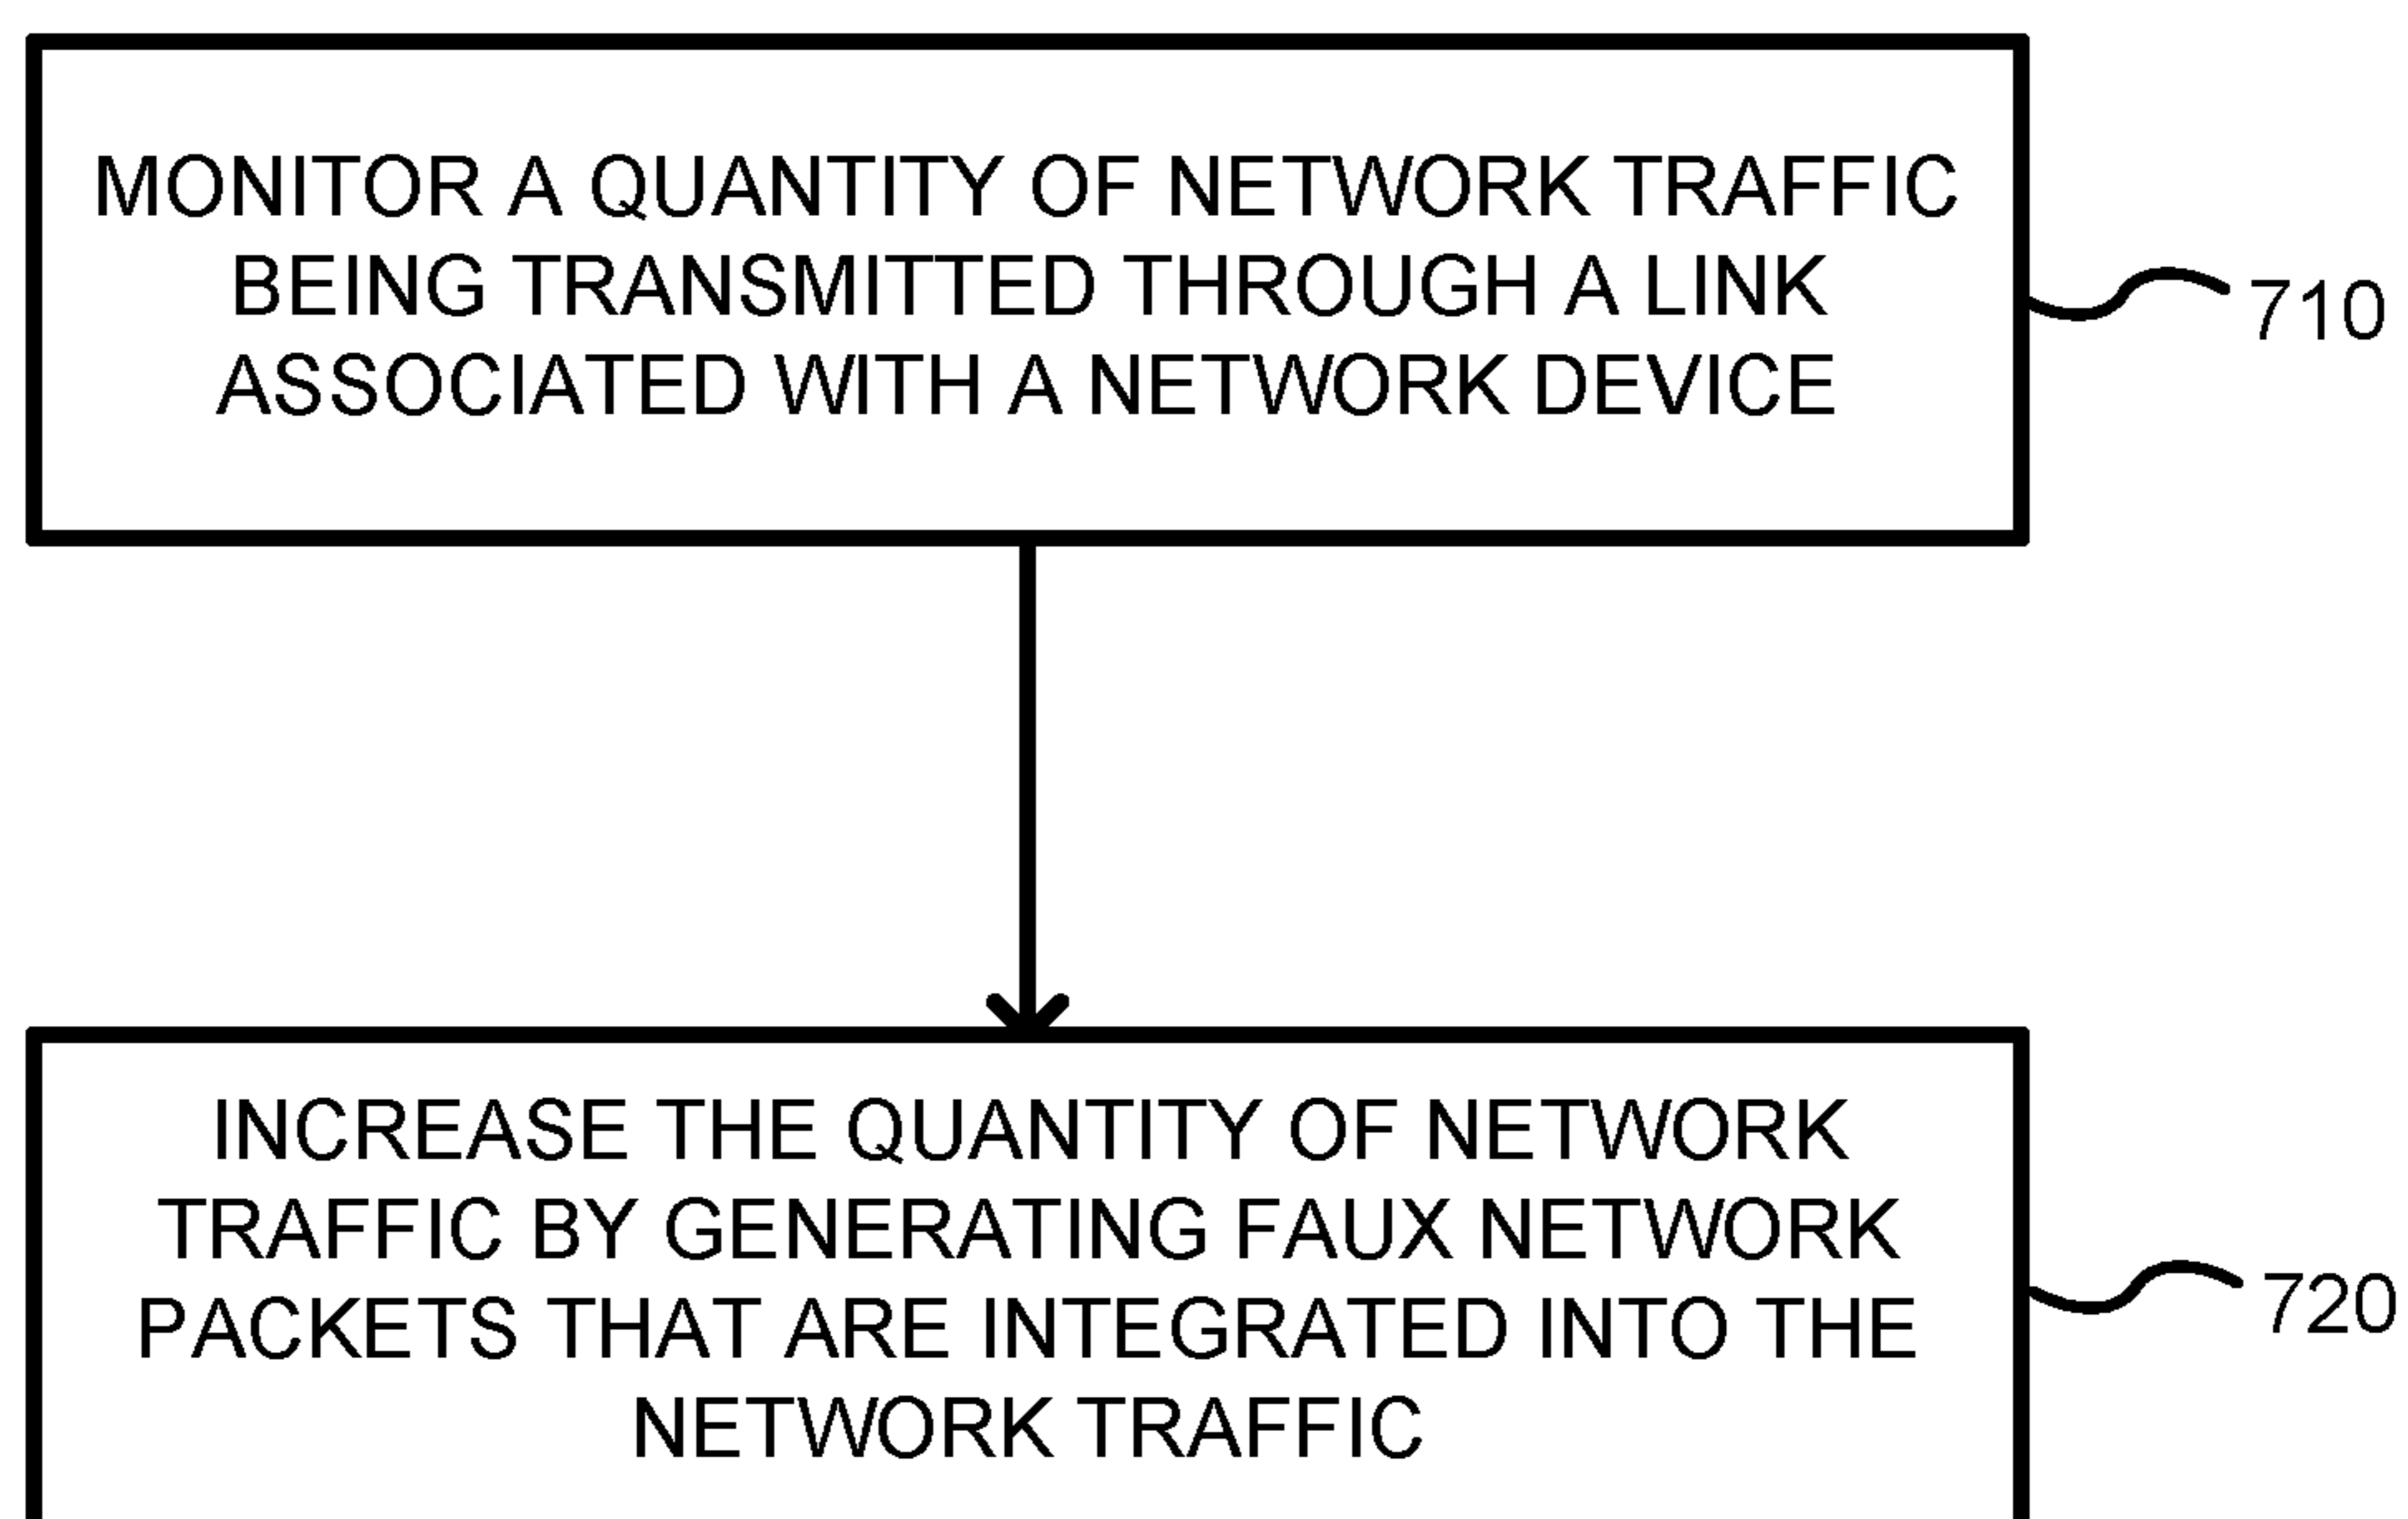 MONITOR A QUANTITY OF NETWORK TRAFFIC
BEING TRANSMITTED THROUGH A LINK
ASSOCIATED WITH A NETWORK DEVICE
710
INCREASE THE QUANTITY OF NETWORK
TRAFFIC BY GENERATING FAUX NETWORK
PACKETS THAT ARE INTEGRATED INTO THE
NETWORK TRAFFIC
720